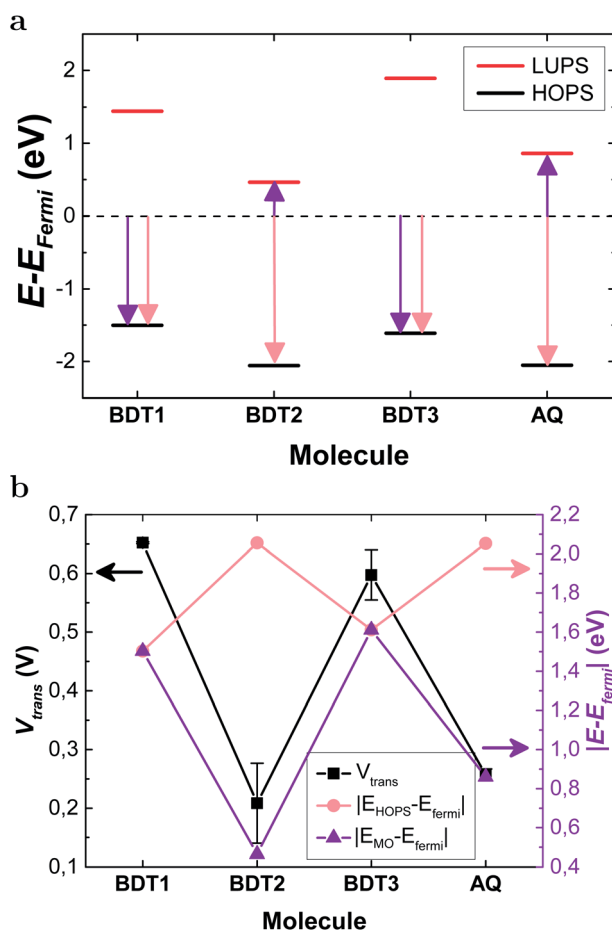 a
LUPS
HOPS
2
1
0
-1
-2
E-E_Fermi (eV)
BDT1 BDT2 BDT3 AQ
Molecule
b
0,7
0,6
0,5
0,4
0,3
0,2
0,1
V_trans (V)
2,2
2,0
1,8
1,6
1,4
1,2
1,0
0,8
0,6
0,4
|E-E_fermi| (eV)
V_trans
|E_HOPS-E_fermi|
|E_MO-E_fermi|
BDT1 BDT2 BDT3 AQ
Molecule